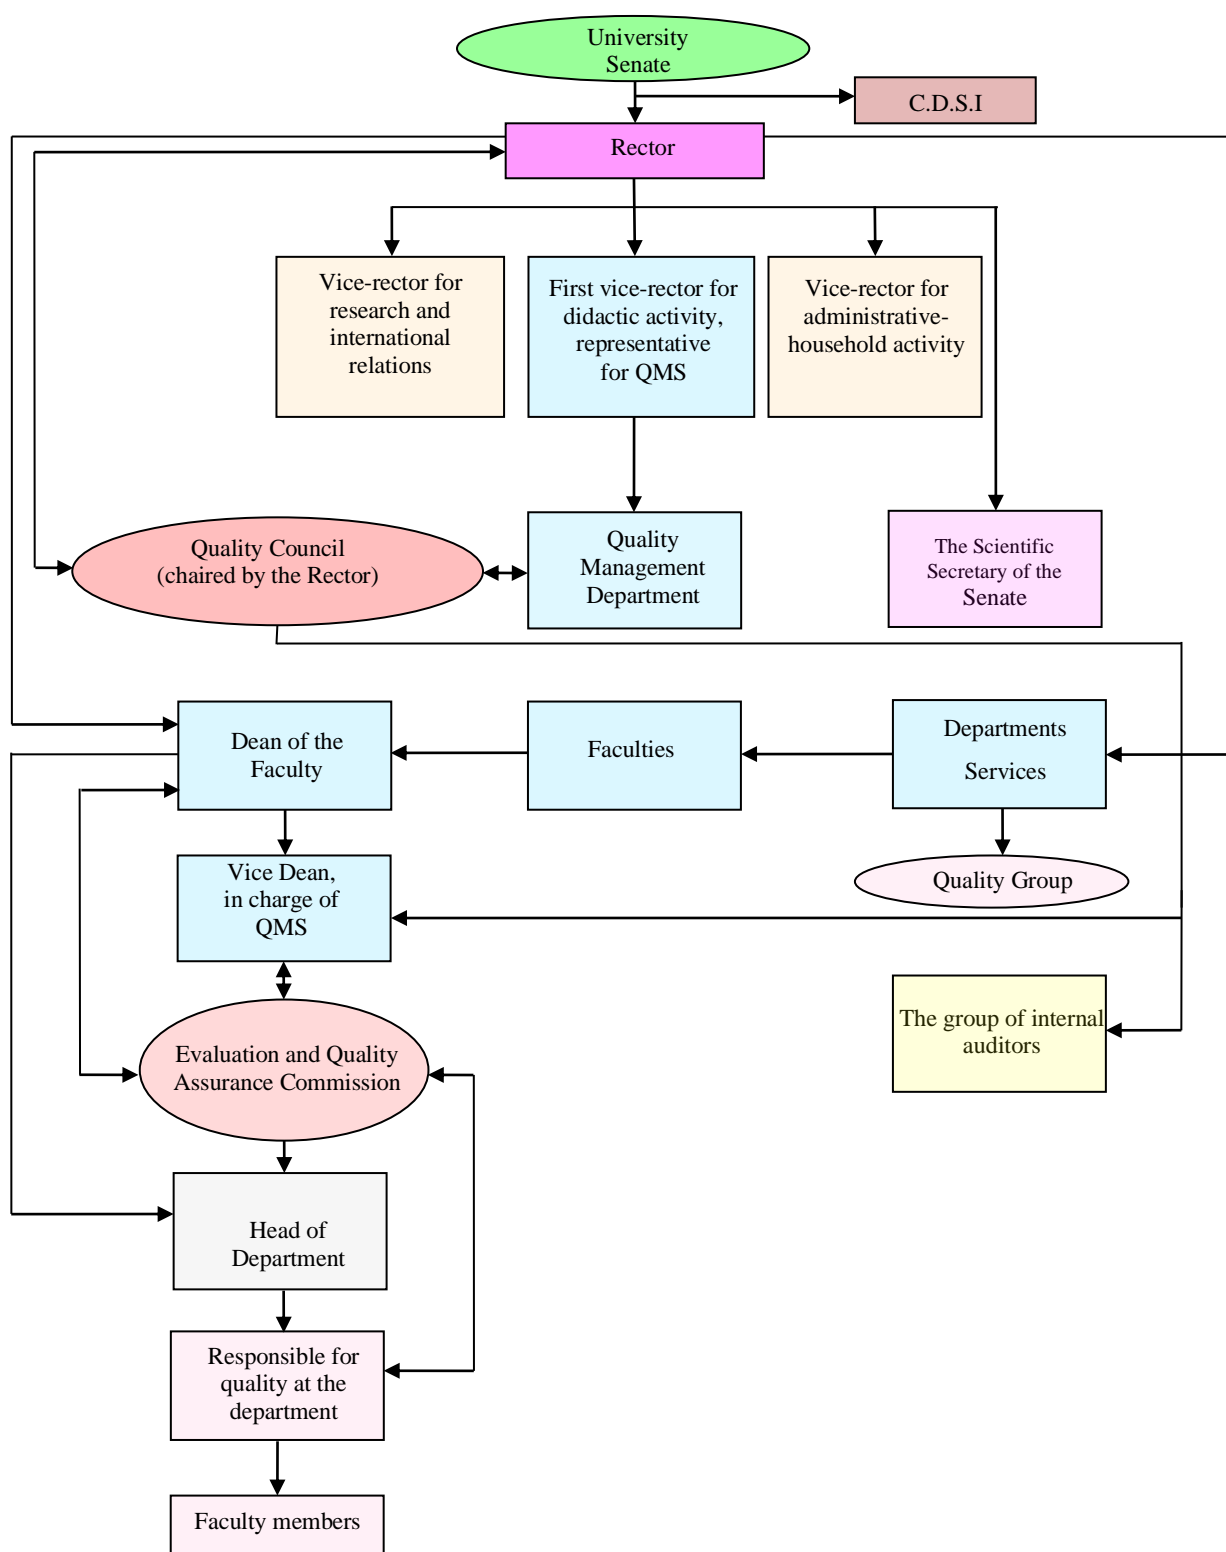 University
Senate
C.D.S.I
Rector
Vice-rector for
research and
international
relations
First vice-rector for
didactic activity,
representative
for QMS
Vice-rector for
administrative-
household activity
Quality Council
(chaired by the Rector)
Quality
Management
Department
The Scientific
Secretary of the
Senate
Dean of the
Faculty
Faculties
Departments
Services
Vice Dean,
in charge of
QMS
Quality Group
The group of internal
auditors
Evaluation and Quality
Assurance Commission
Head of
Department
Responsible for
quality at the
department
Faculty members